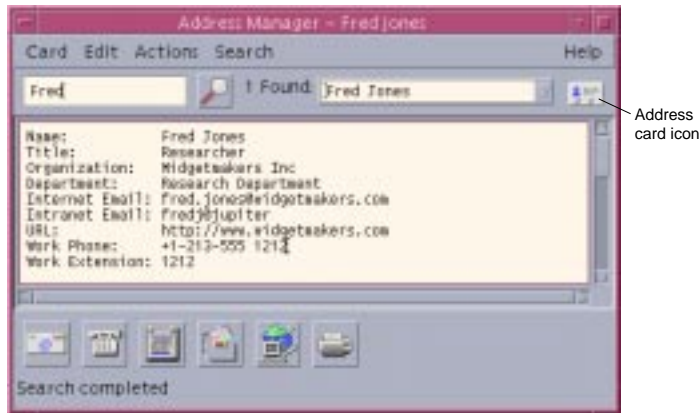 Address Manager – Fred Jones
Card Edit Actions Search Help
Fred 1 Found: Fred Jones
Address
card icon
Name: Fred Jones
Title: Researcher
Organization: Widgetmakers Inc
Department: Research Department
Internet Email: fred.jones@widgetmakers.com
Intranet Email: fredj@jupiter
URL: http://www.widgetmakers.com
Work Phone: +1-213-555 1212
Work Extension: 1212
Search completed